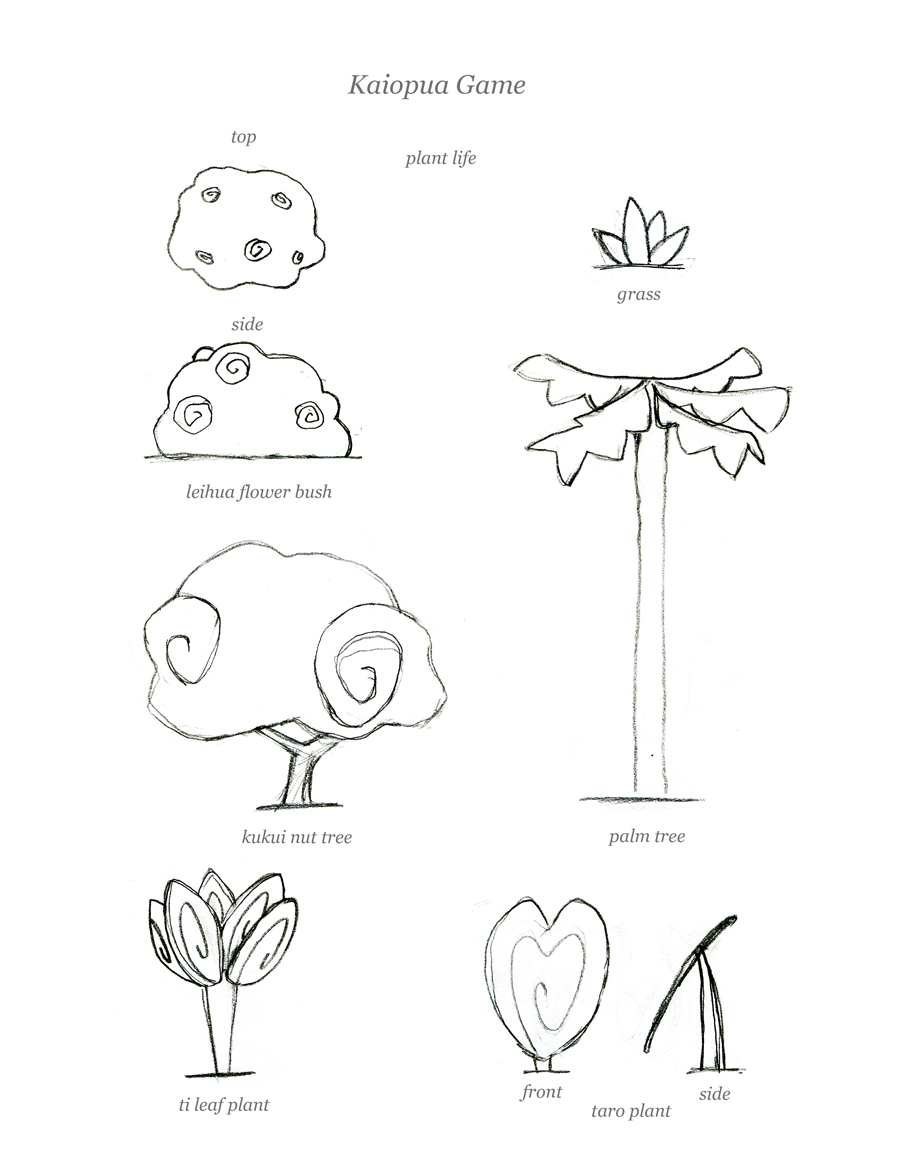 Kaiopua Game
top
plant life
grass
side
leihua flower bush
kukui nut tree
palm tree
ti leaf plant
front
side
taro plant